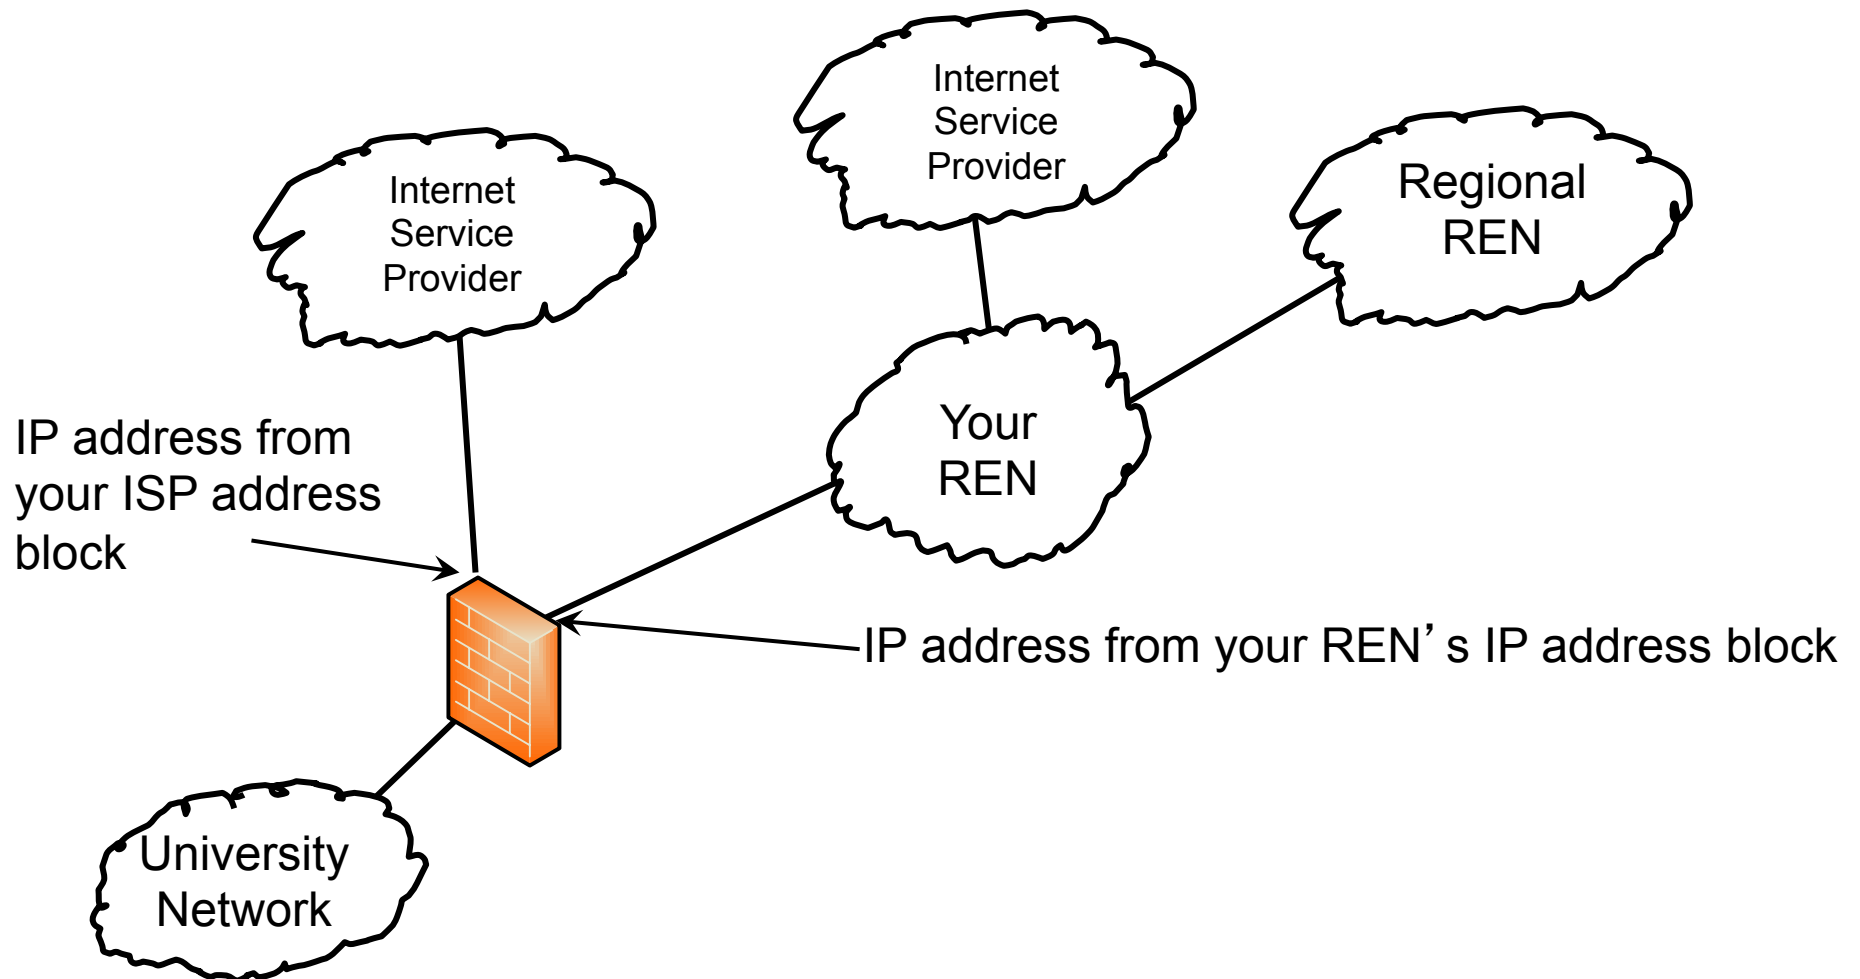 Internet
Service
Provider
Internet
Service
Provider
Regional
REN
IP address from
your ISP address
block
Your
REN
IP address from your REN’s IP address block
University
Network